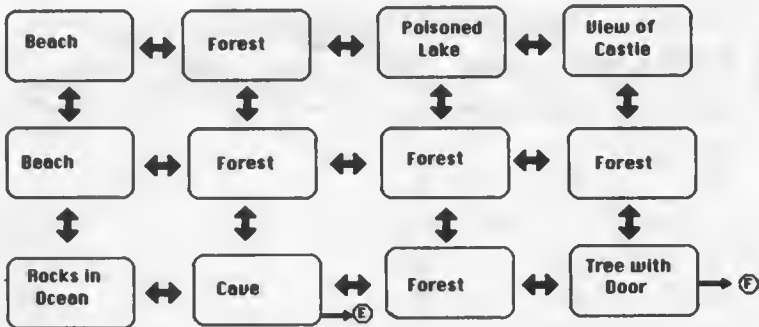 Beach
Forest
Poisoned
Lake
View of
Castle
Beach
Forest
Forest
Forest
Rocks in
Ocean
Cave
E
Forest
Tree with
Door
F